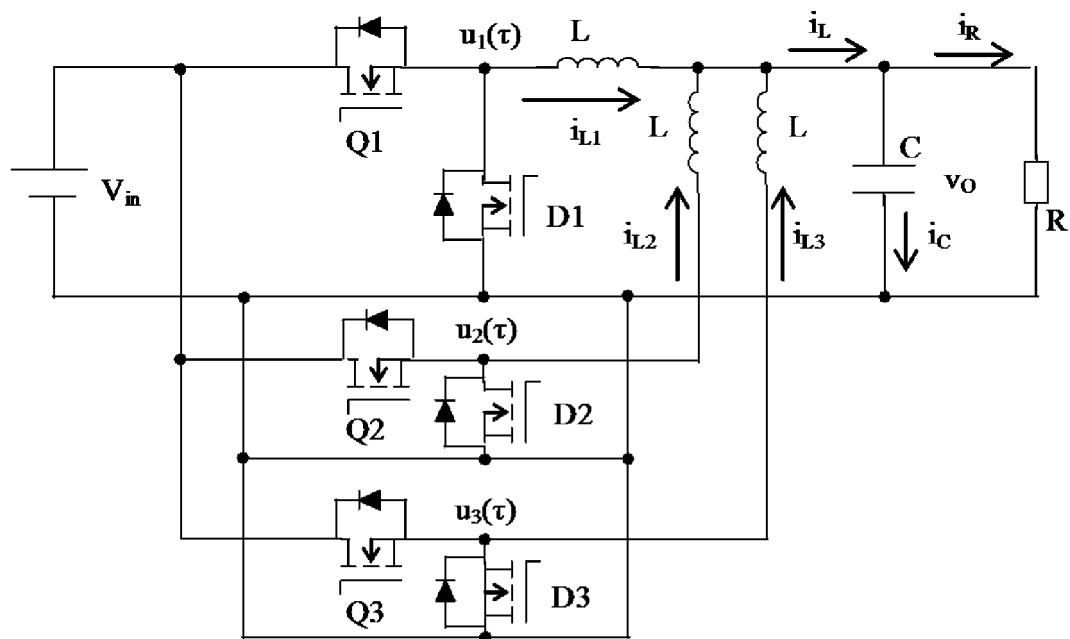 u₁(τ)
L
i_L
i_R
Q1
i_L1
L
L
C
V_in
D1
v_O
R
i_L2
i_L3
i_C
u₂(τ)
Q2
D2
u₃(τ)
Q3
D3